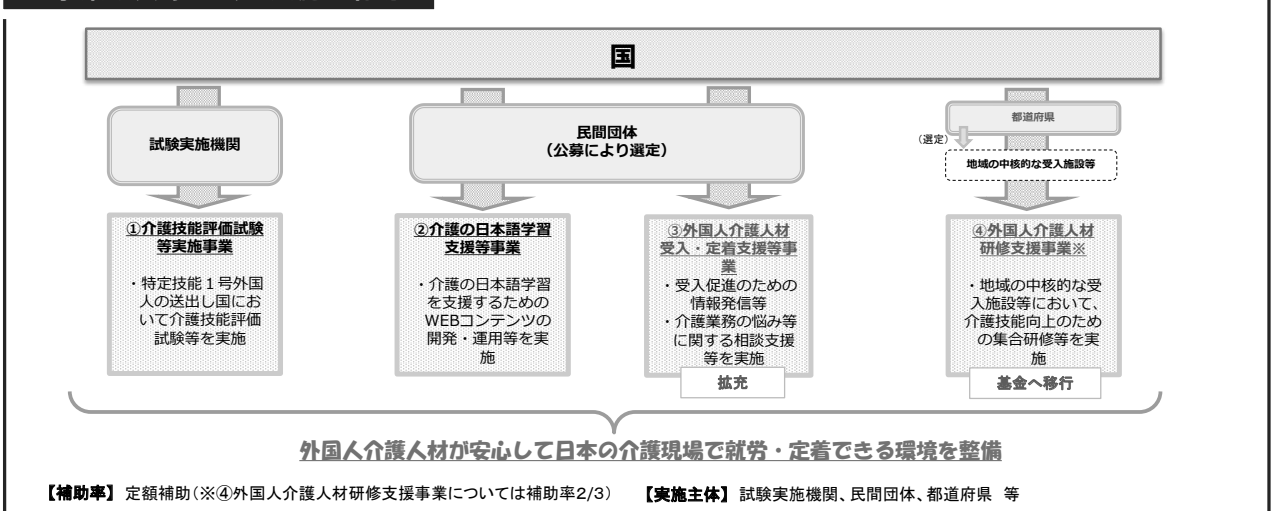 国
試験実施機関
民間団体
(公募により選定)
都道府県
(選定)
地域の中核的な受入施設等
①介護技能評価試験
等実施事業
・特定技能1号外国
人の送出し国にお
いて介護技能評価
試験等を実施
②介護の日本語学習
支援等事業
・介護の日本語学習
を支援するための
WEBコンテンツの
開発・運用等を実
施
③外国人介護人材
受入・定着支援等事
業
・受入促進のための
情報発信等
・介護業務の悩み等
に関する相談支援
等を実施
拡充
④外国人介護人材
研修支援事業※
・地域の中核的な受
入施設等において、
介護技能向上のため
の集合研修等を実
施
基金へ移行
外国人介護人材が安心して日本の介護現場で就労・定着できる環境を整備
【補助率】 定額補助(※④外国人介護人材研修支援事業については補助率2/3) 【実施主体】 試験実施機関、民間団体、都道府県 等